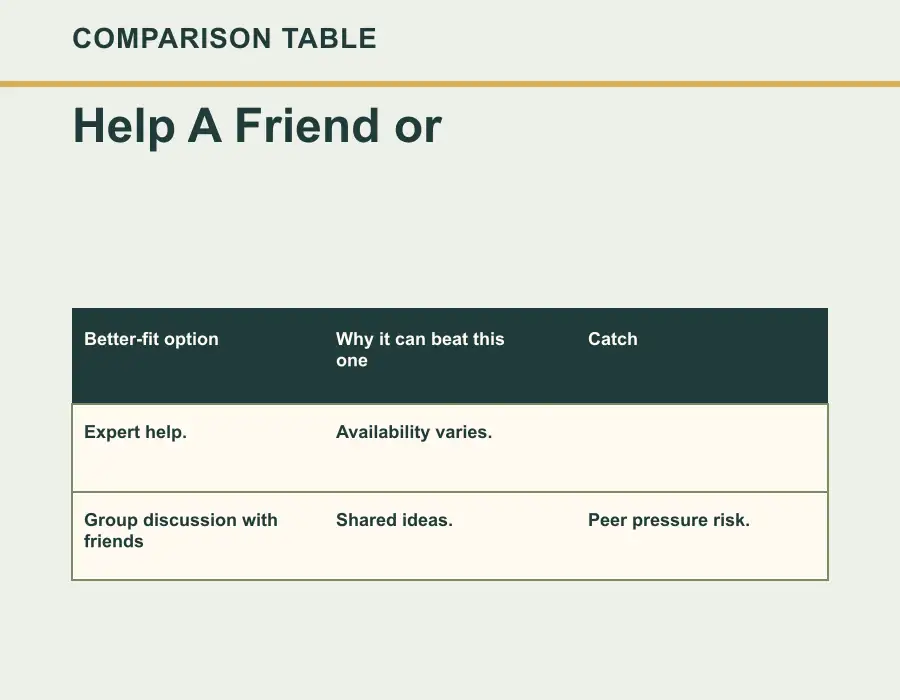 COMPARISON TABLE
Help A Friend or
Better-fit option
Why it can beat this
one
Catch
Expert help.
Availability varies.
Group discussion with
friends
Shared ideas.
Peer pressure risk.